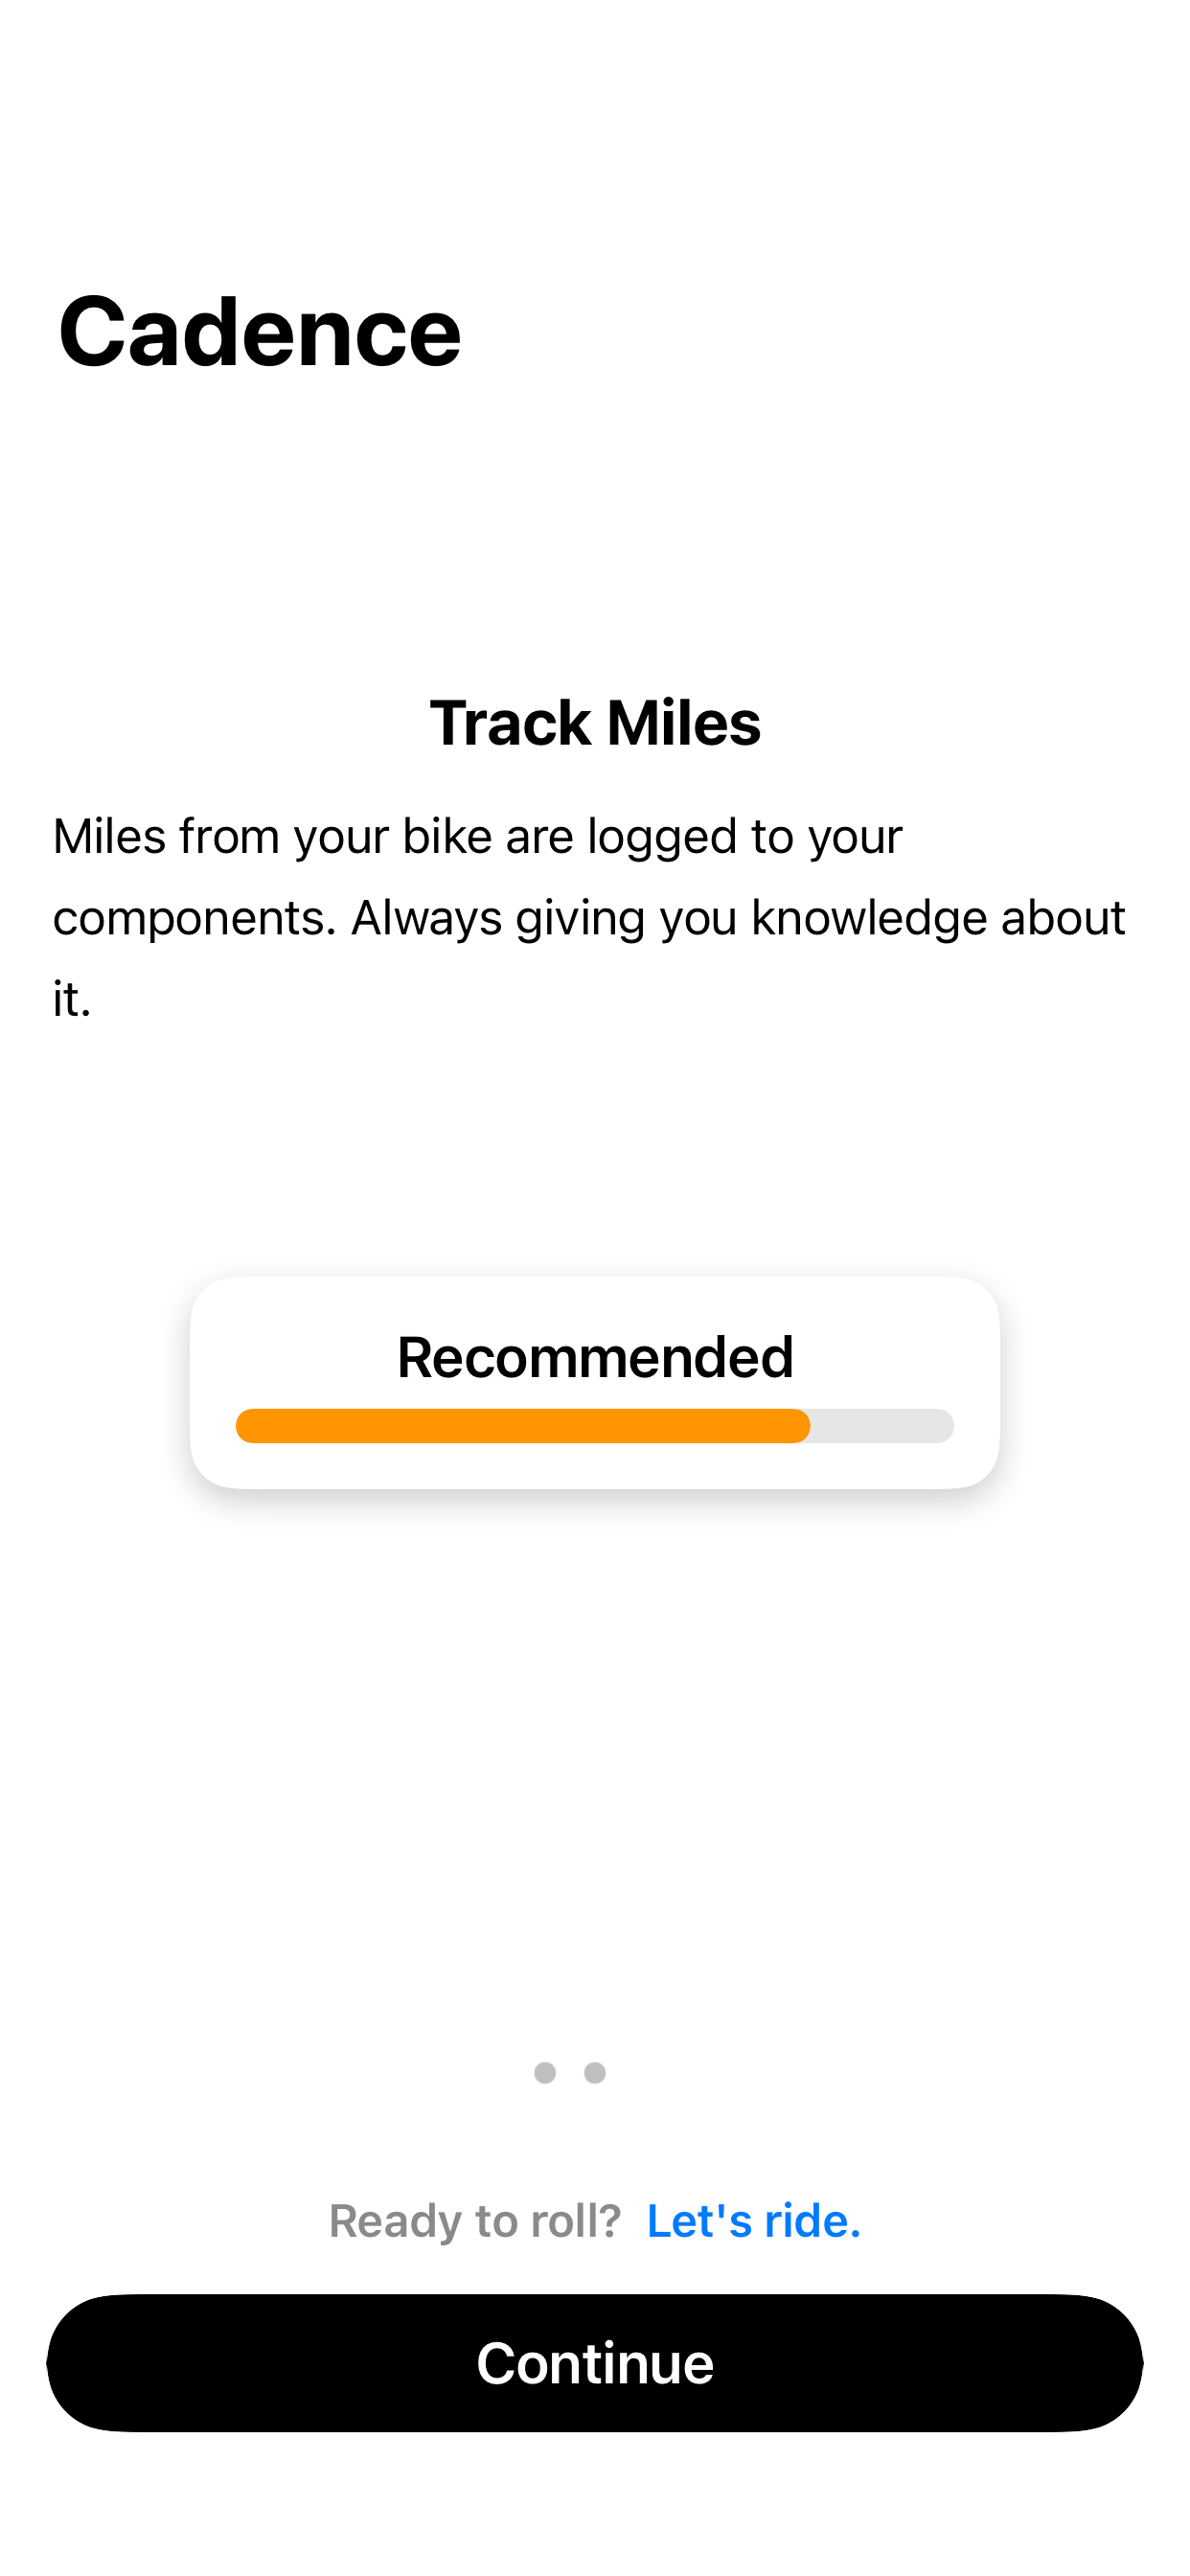 Cadence
Track Miles
Miles from your bike are logged to your
components. Always giving you knowledge about
it.
Recommended
Ready to roll? Let's ride.
Continue